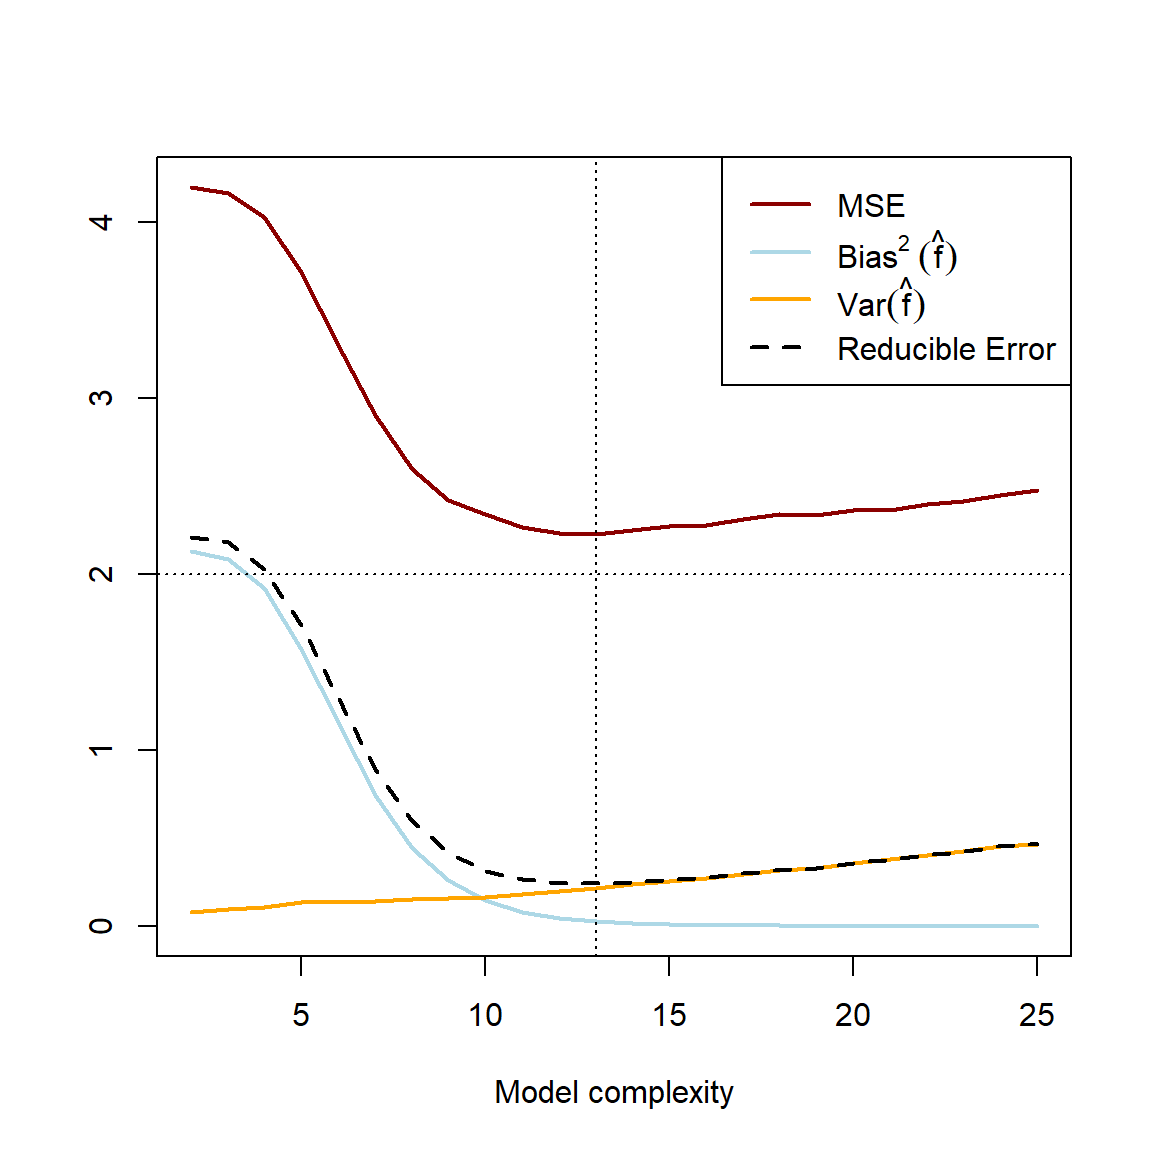 MSE
Bias² (f̂)
Var(f̂)
Reducible Error
4
3
2
1
0
5 10 15 20 25
Model complexity